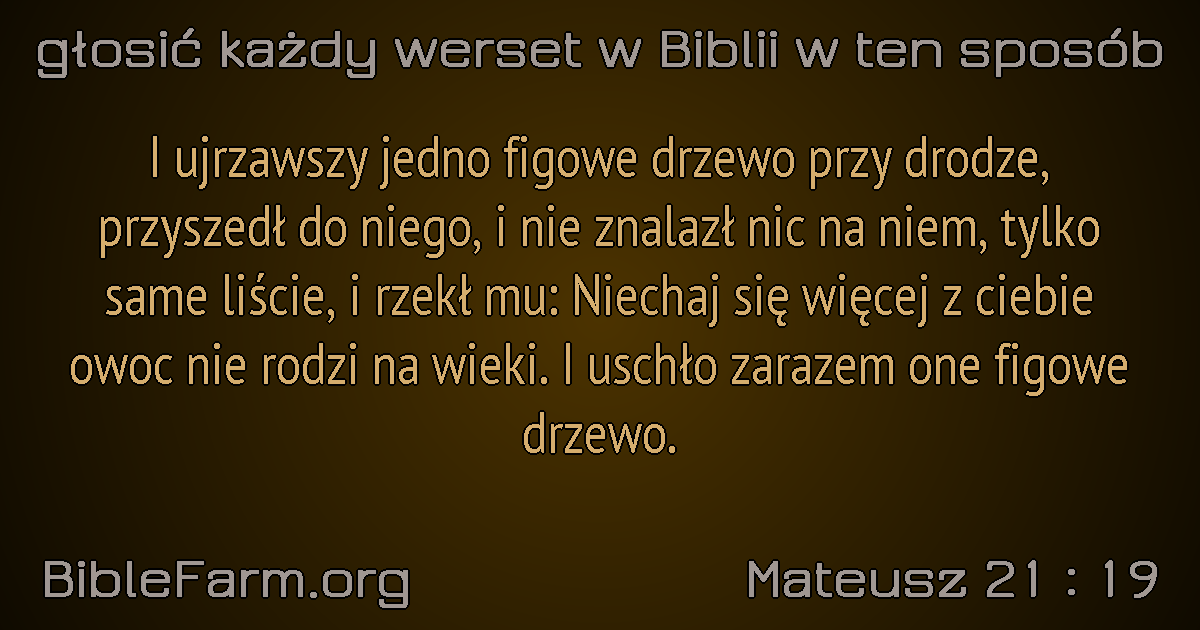 głosić każdy werset w Biblii w ten sposób
I ujrzawszy jedno figowe drzewo przy drodze,
przyszedł do niego, i nie znalazł nic na niem, tylko
same liście, i rzekł mu: Niechaj się więcej z ciebie
owoc nie rodzi na wieki. I uschło zarazem one figowe
drzewo.
BibleFarm.org
Mateusz 21 : 19